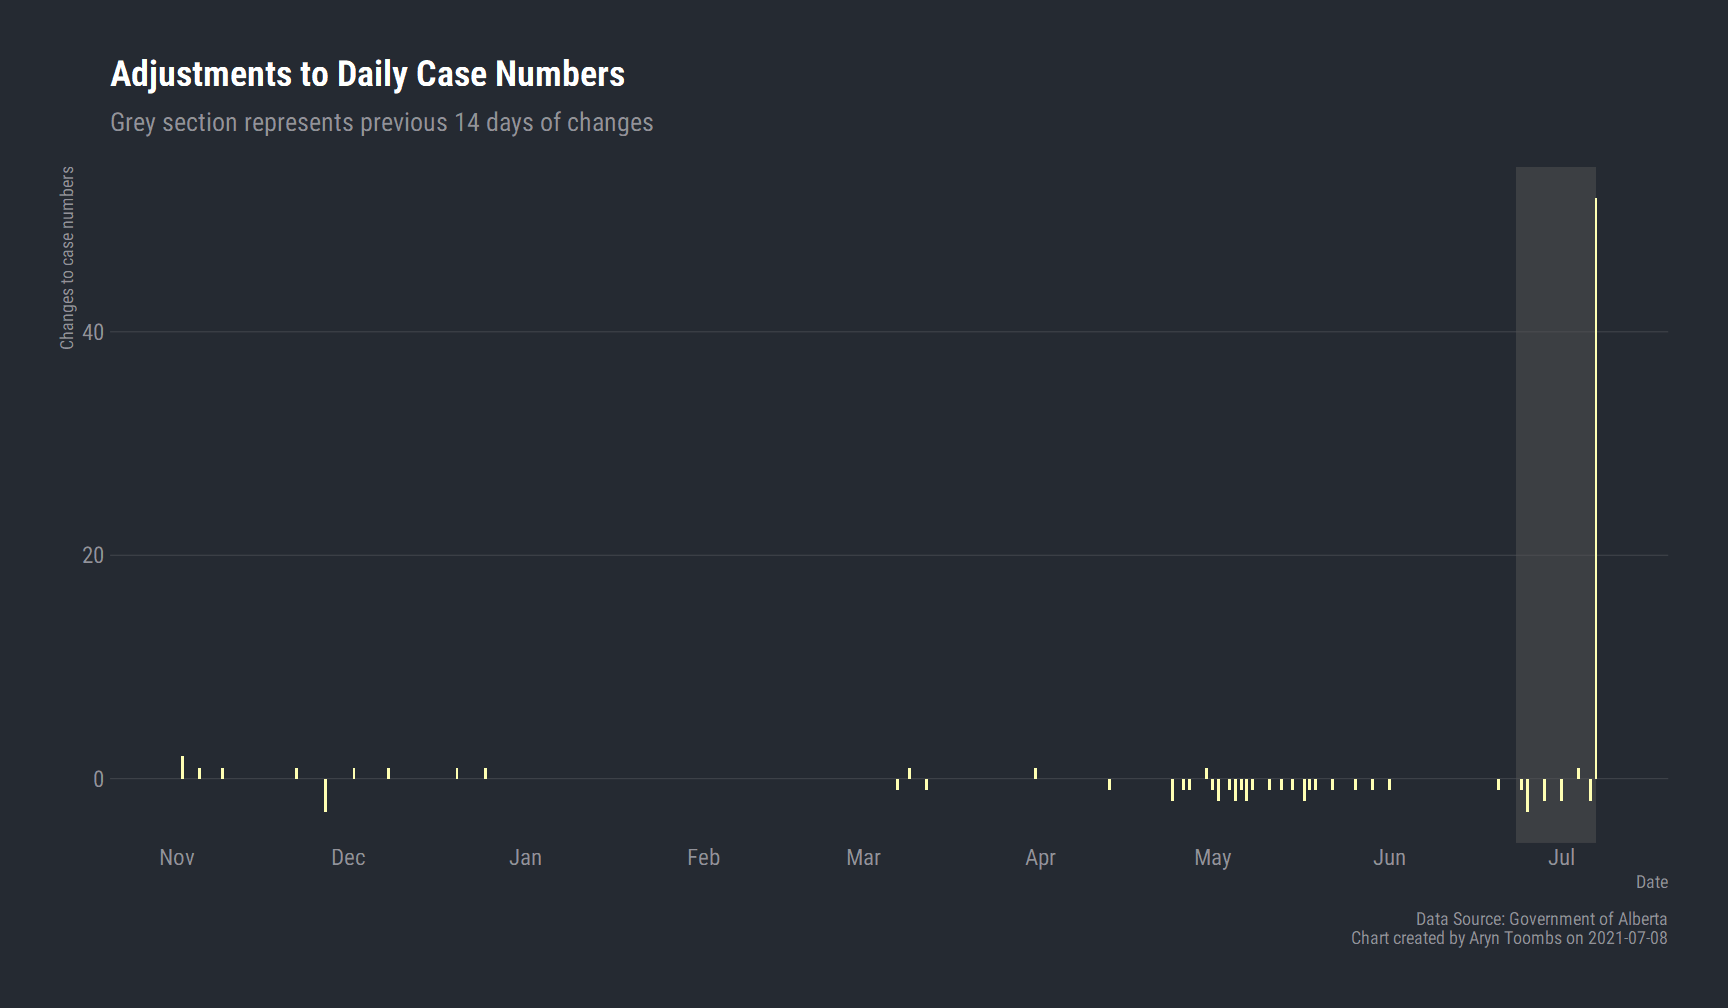 Adjustments to Daily Case Numbers
Grey section represents previous 14 days of changes
Changes to case numbers
40
20
0
Nov Dec Jan Feb Mar Apr May Jun Jul
Date
Data Source: Government of Alberta
Chart created by Aryn Toombs on 2021-07-08